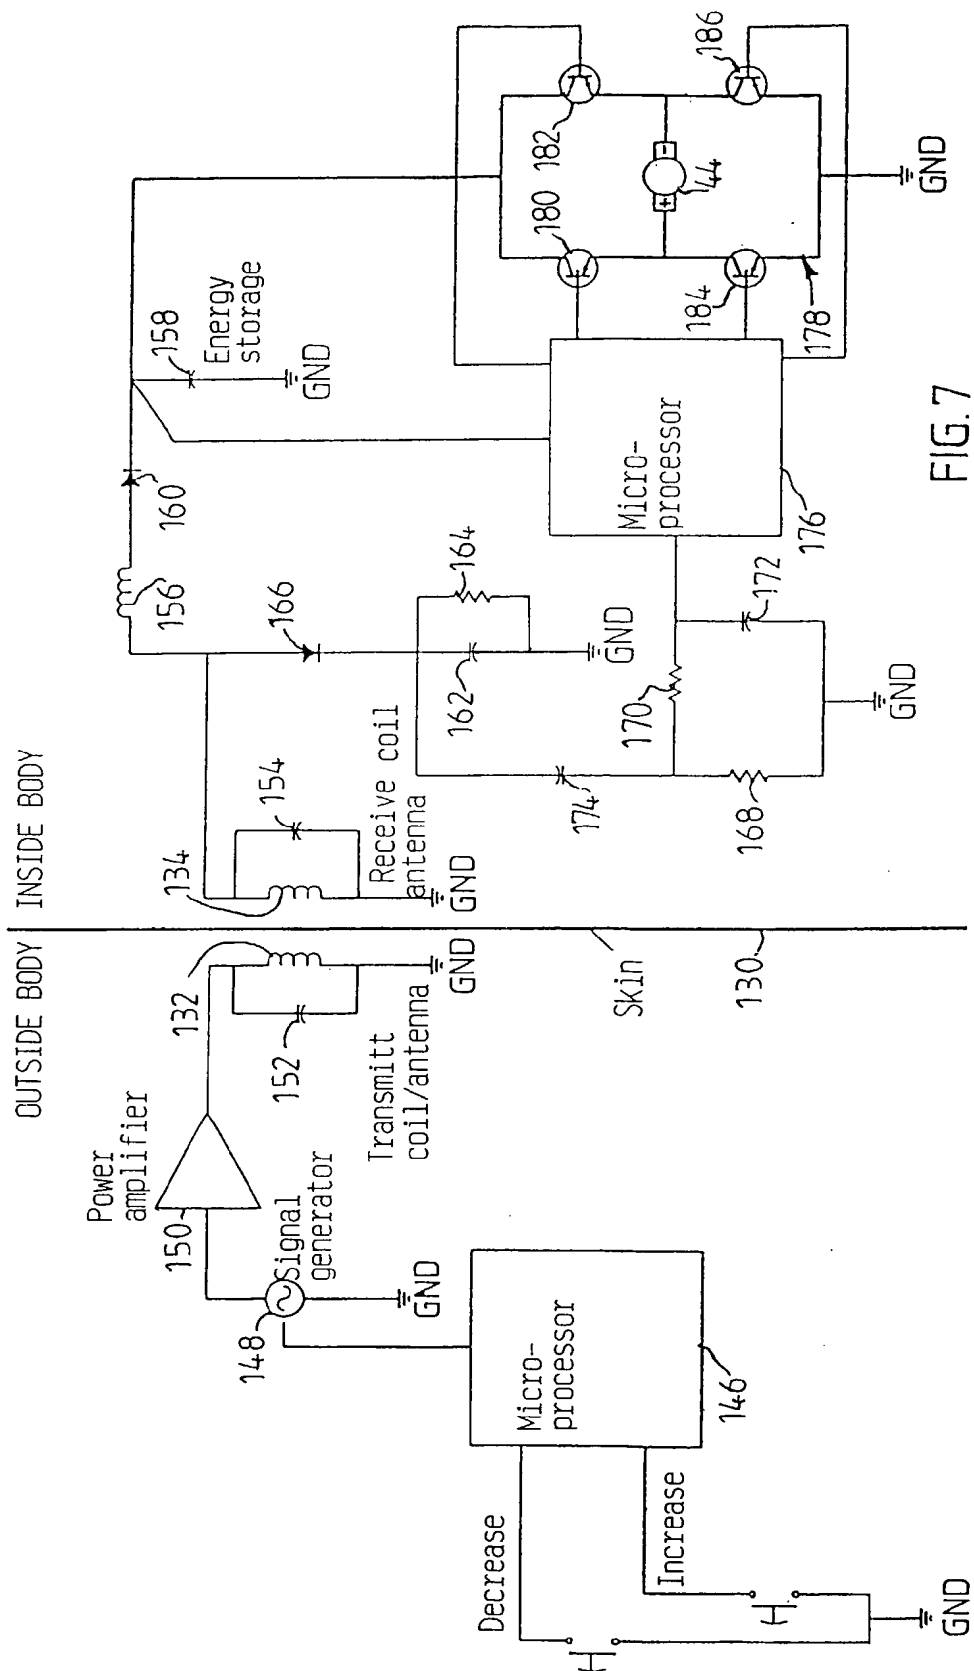 OUTSIDE BODY
INSIDE BODY
Power
amplifier
150
148
Signal
generator
GND
132
152
Transmitt
coil/antenna
GND
134
154
Receive coil
antenna
GND
Skin
130
Micro-
processor
146
Decrease
Increase
GND
156
160
158
Energy
storage
GND
166
164
162
GND
174
170
172
168
GND
Micro-
processor
176
180
182
184
186
44
+
-
178
GND
FIG. 7